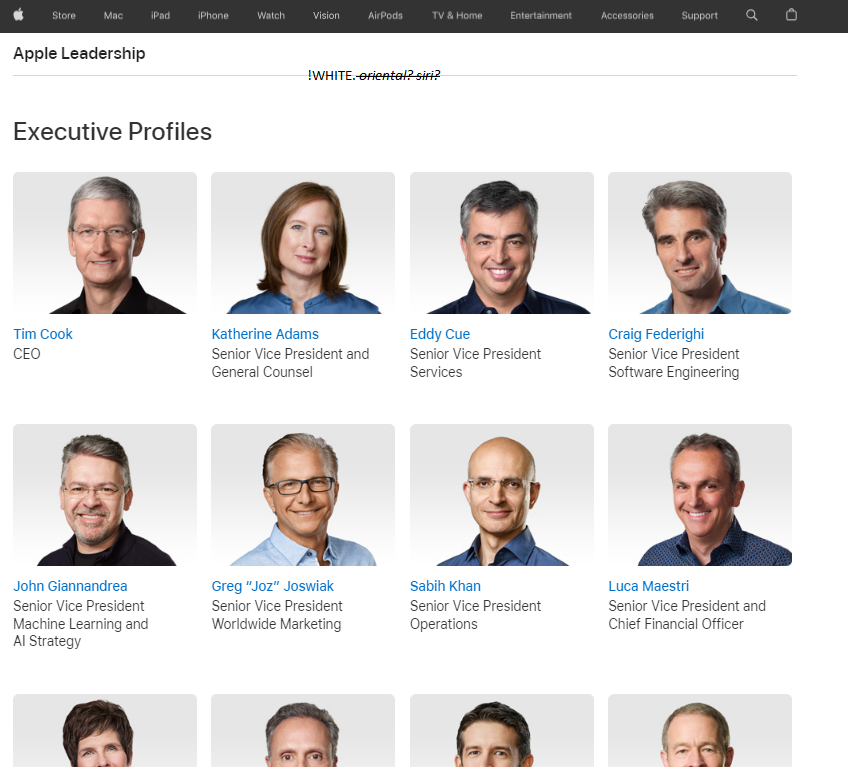 Store Mac iPad iPhone Watch Vision AirPods TV & Home Entertainment Accessories Support
Apple Leadership
!WHITE. oriental? siri?
Executive Profiles
Tim Cook
CEO
Katherine Adams
Senior Vice President and
General Counsel
Eddy Cue
Senior Vice President
Services
Craig Federighi
Senior Vice President
Software Engineering
John Giannandrea
Senior Vice President
Machine Learning and
AI Strategy
Greg “Joz” Joswiak
Senior Vice President
Worldwide Marketing
Sabih Khan
Senior Vice President
Operations
Luca Maestri
Senior Vice President and
Chief Financial Officer